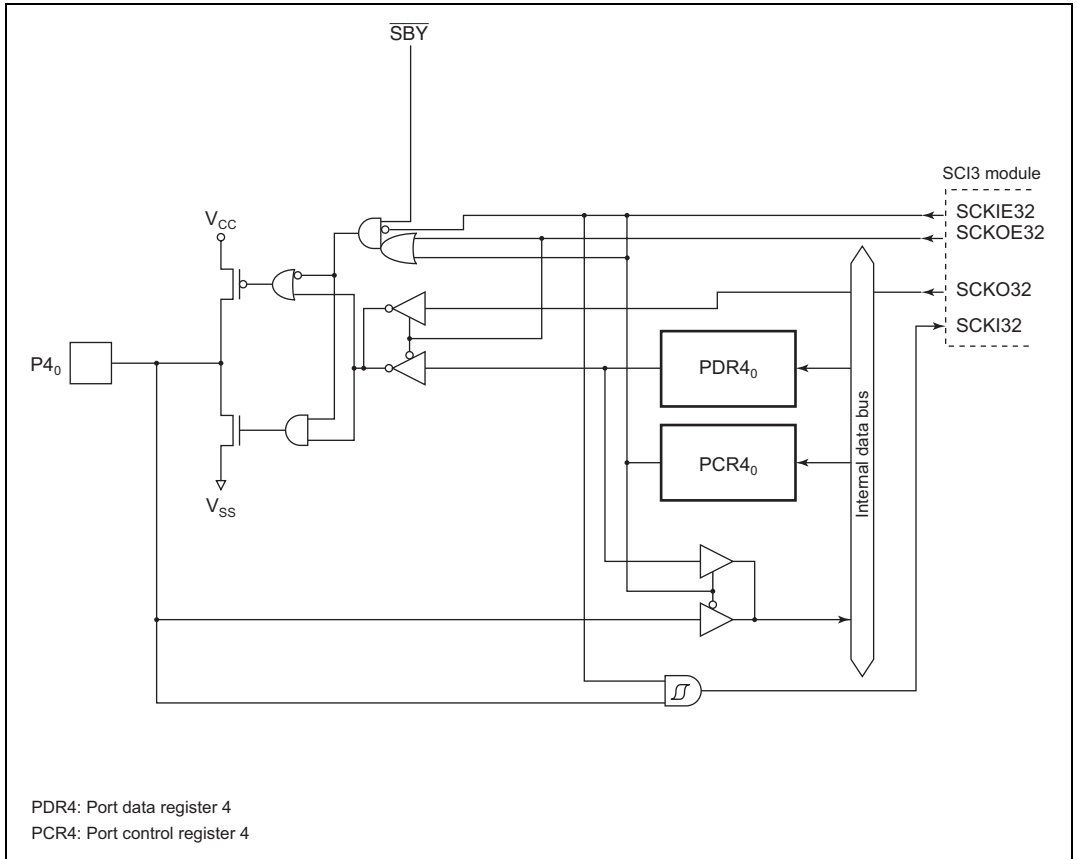 S̅B̅Y̅
SCI3 module
SCKIE32
SCKOE32
SCKO32
SCKI32
VCC
P4₀
VSS
PDR4₀
PCR4₀
Internal data bus
PDR4: Port data register 4
PCR4: Port control register 4